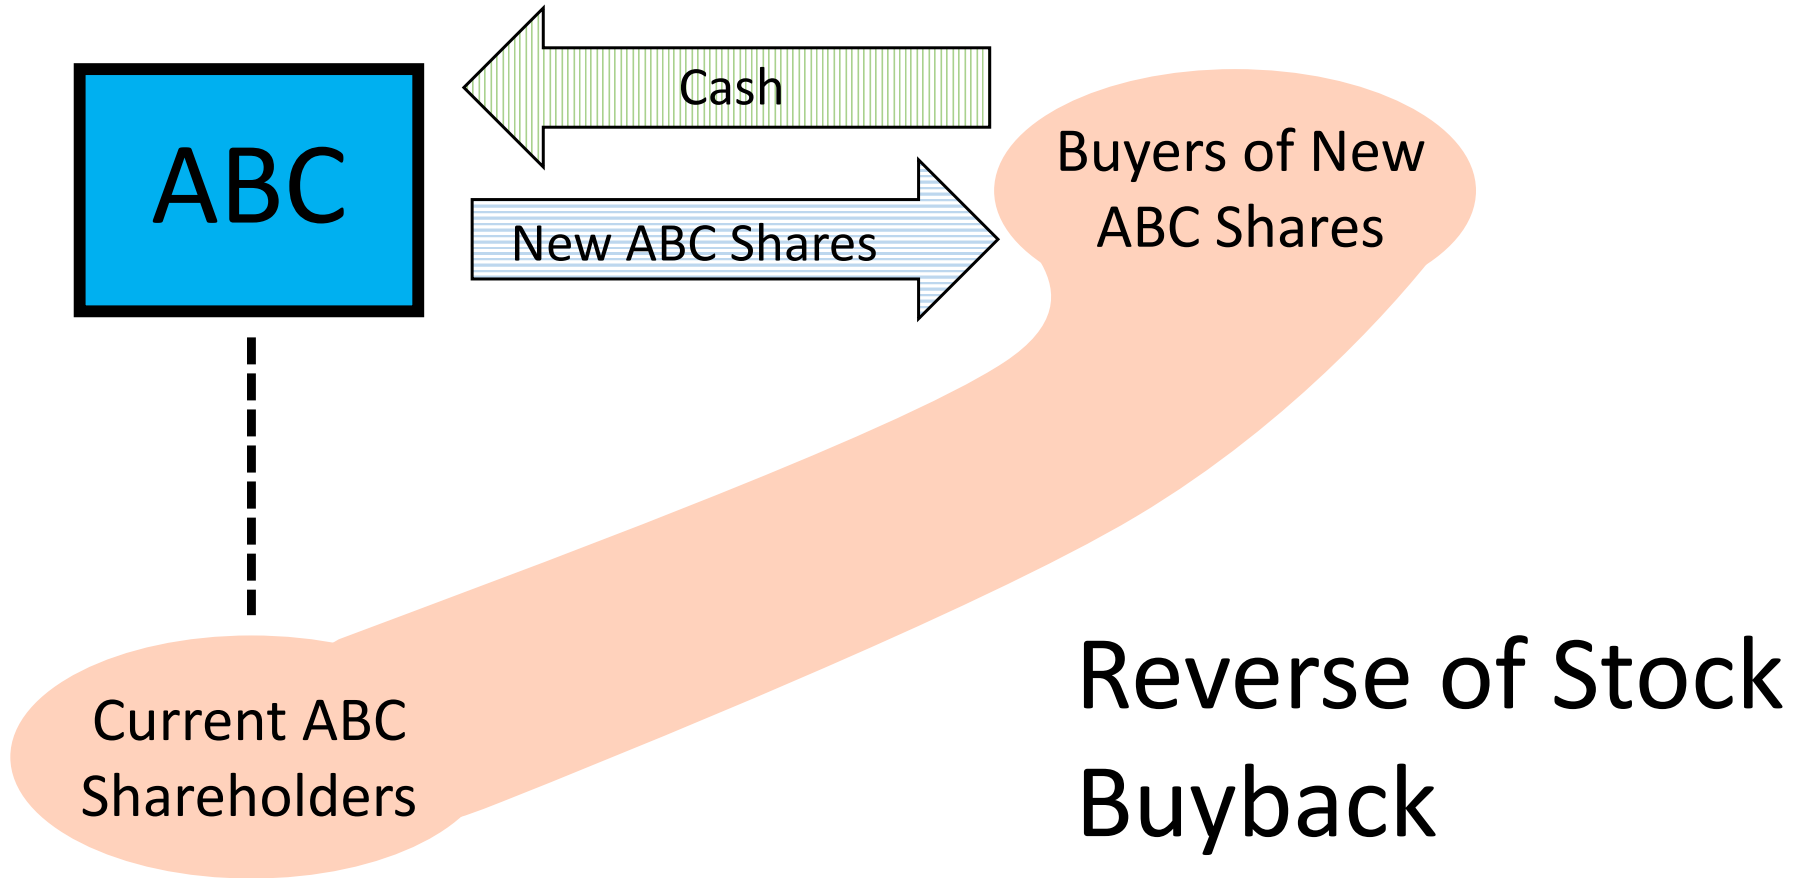 Cash
ABC
Buyers of New
ABC Shares
New ABC Shares
Current ABC
Shareholders
Reverse of Stock
Buyback